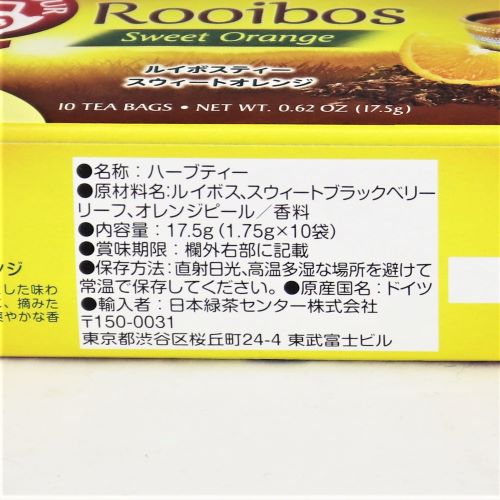 Rooibos
Sweet Orange
ルイボスティー
スウィートオレンジ
10 TEA BAGS • NET WT. 0.62 OZ (17.5g)
●名称：ハーブティー
●原材料名:ルイボス、スウィートブラックベリー
リーフ、オレンジピール／香料
●内容量：17.5g（1.75g×10袋）
●賞味期限：欄外右部に記載
●保存方法：直射日光、高温多湿な場所を避けて
常温で保存してください。●原産国名：ドイツ
●輸入者：日本緑茶センター株式会社
〒150-0031
東京都渋谷区桜丘町24-4 東武富士ビル
ンジ
した味わ
、摘みた
やかな香